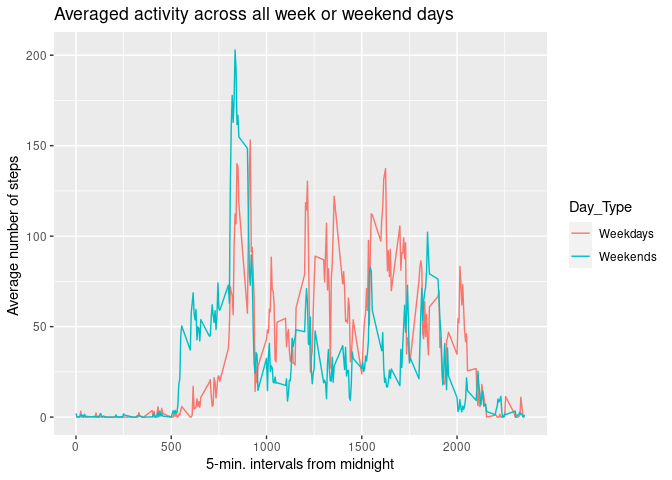 Averaged activity across all week or weekend days
Average number of steps
200
150
100
50
0
0 500 1000 1500 2000
5-min. intervals from midnight
Day_Type
Weekdays
Weekends